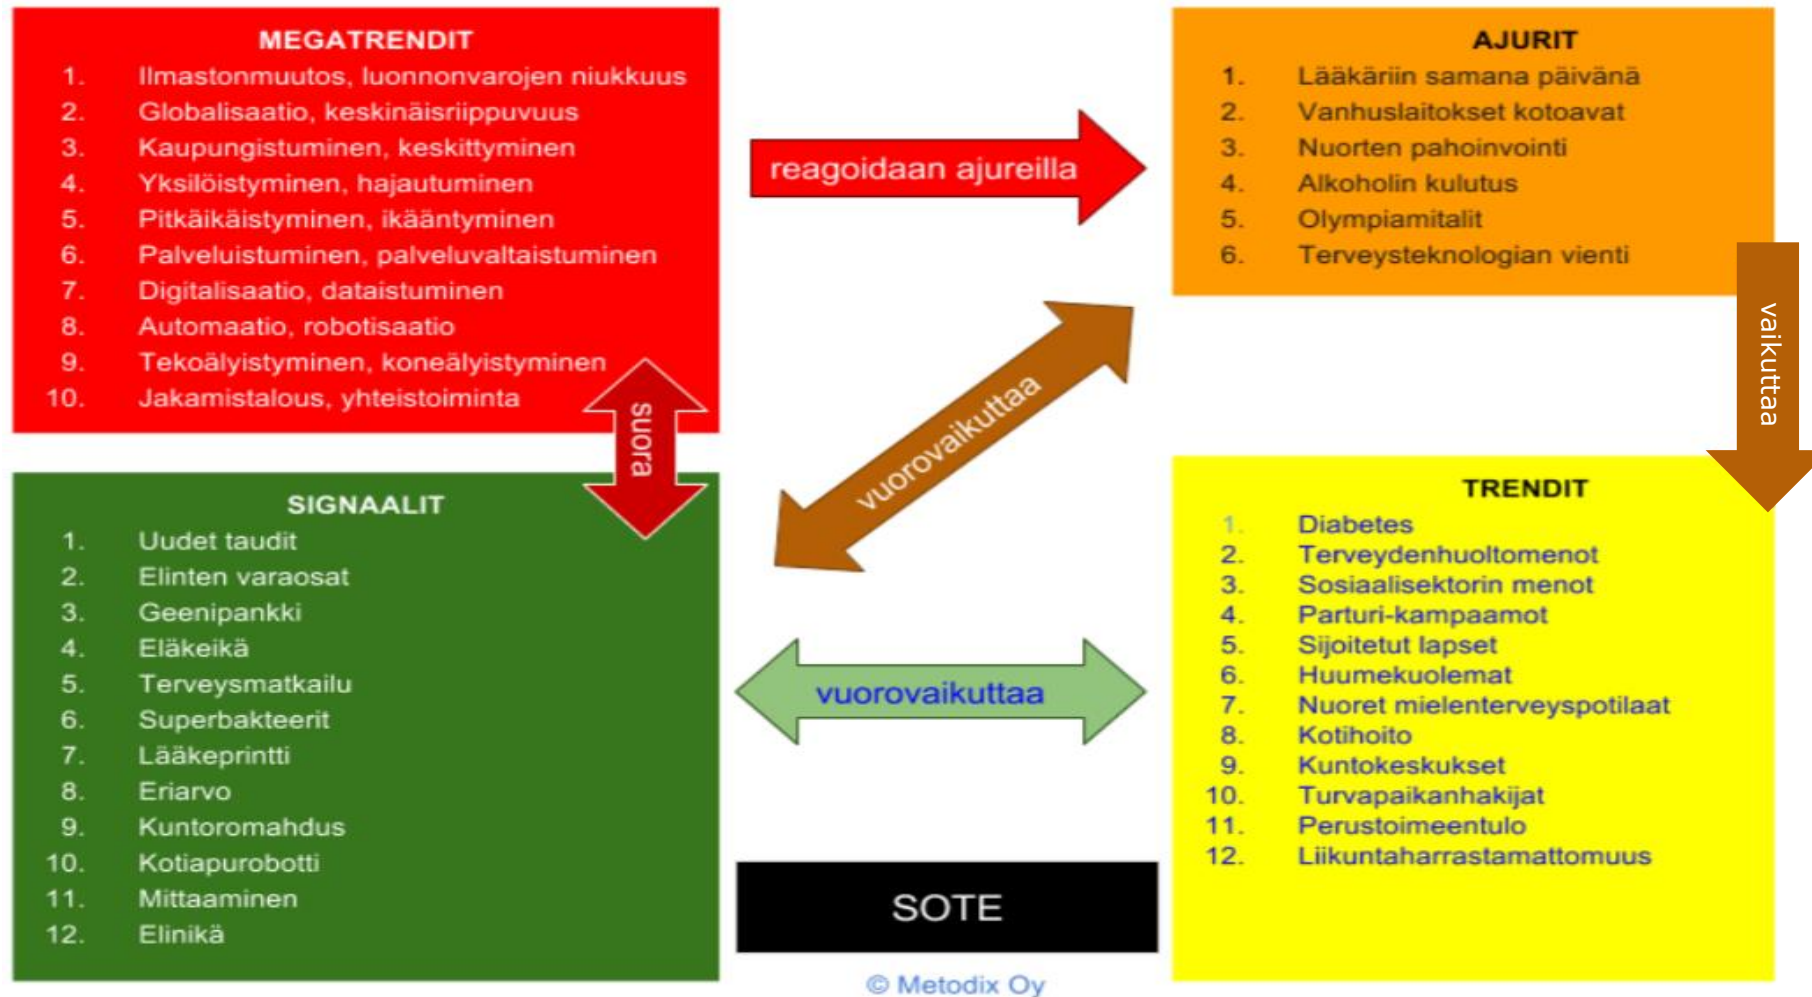 MEGATRENDIT
1. Ilmastonmuutos, luonnonvarojen niukkuus
2. Globalisaatio, keskinäisriippuvuus
3. Kaupungistuminen, keskittyminen
4. Yksilöistyminen, hajautuminen
5. Pitkäikäistyminen, ikääntyminen
6. Palveluistuminen, palveluvaltaistuminen
7. Digitalisaatio, dataistuminen
8. Automaatio, robotisaatio
9. Tekoälyistyminen, koneälyistyminen
10. Jakamistalous, yhteistoiminta
reagoidaan ajureilla
AJURIT
1. Lääkäriin samana päivänä
2. Vanhuslaitokset kotoavat
3. Nuorten pahoinvointi
4. Alkoholin kulutus
5. Olympiamitalit
6. Terveysteknologian vienti
vaikuttaa
suora
vuorovaikuttaa
SIGNAALIT
1. Uudet taudit
2. Elinten varaosat
3. Geenipankki
4. Eläkeikä
5. Terveysmatkailu
6. Superbakteerit
7. Lääkeprintti
8. Eriarvo
9. Kuntoromahdus
10. Kotiapurobotti
11. Mittaaminen
12. Elinikä
vuorovaikuttaa
TRENDIT
1. Diabetes
2. Terveydenhuoltomenot
3. Sosiaalisektorin menot
4. Parturi-kampaamot
5. Sijoitetut lapset
6. Huumekuolemat
7. Nuoret mielenterveyspotilaat
8. Kotihoito
9. Kuntokeskukset
10. Turvapaikanhakijat
11. Perustoimeentulo
12. Liikuntaharrastamattomuus
SOTE
© Metodix Oy